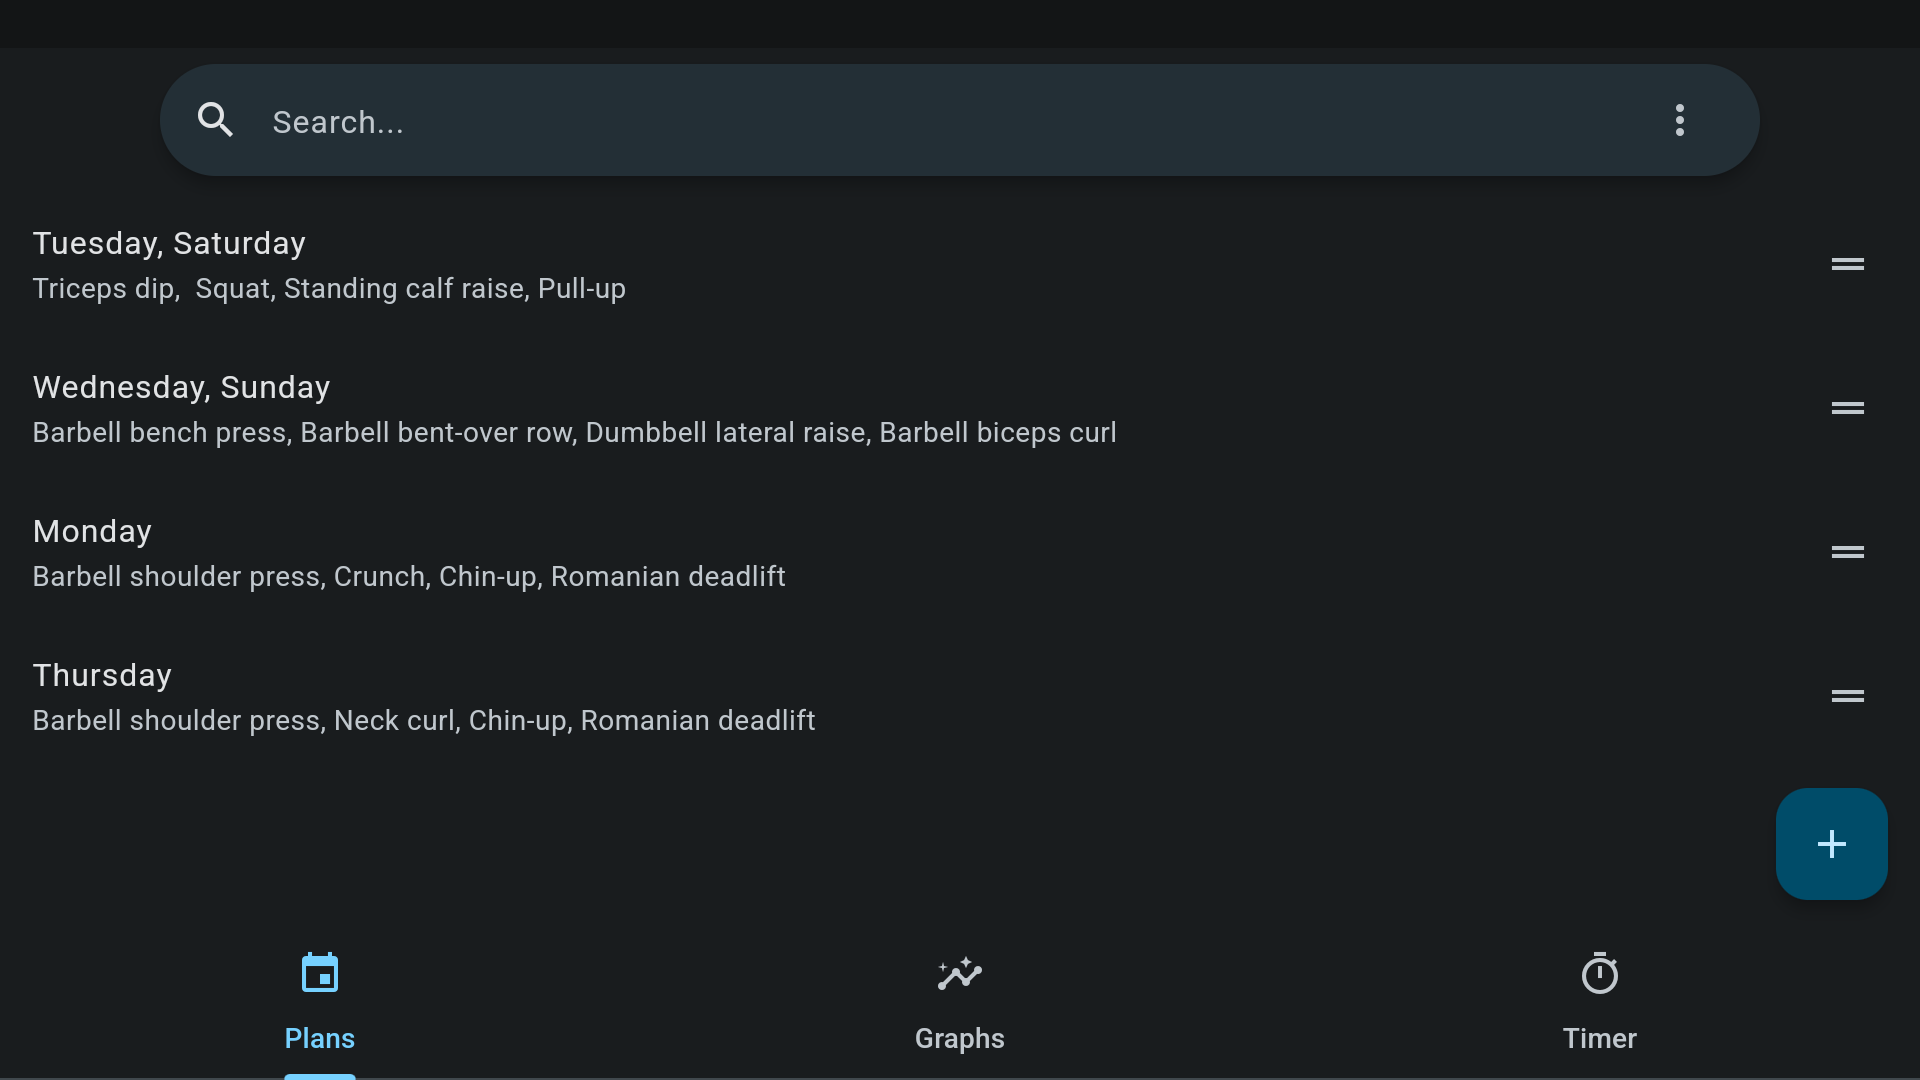 Search...
Tuesday, Saturday
Triceps dip,  Squat, Standing calf raise, Pull-up
Wednesday, Sunday
Barbell bench press, Barbell bent-over row, Dumbbell lateral raise, Barbell biceps curl
Monday
Barbell shoulder press, Crunch, Chin-up, Romanian deadlift
Thursday
Barbell shoulder press, Neck curl, Chin-up, Romanian deadlift
Plans
Graphs
Timer